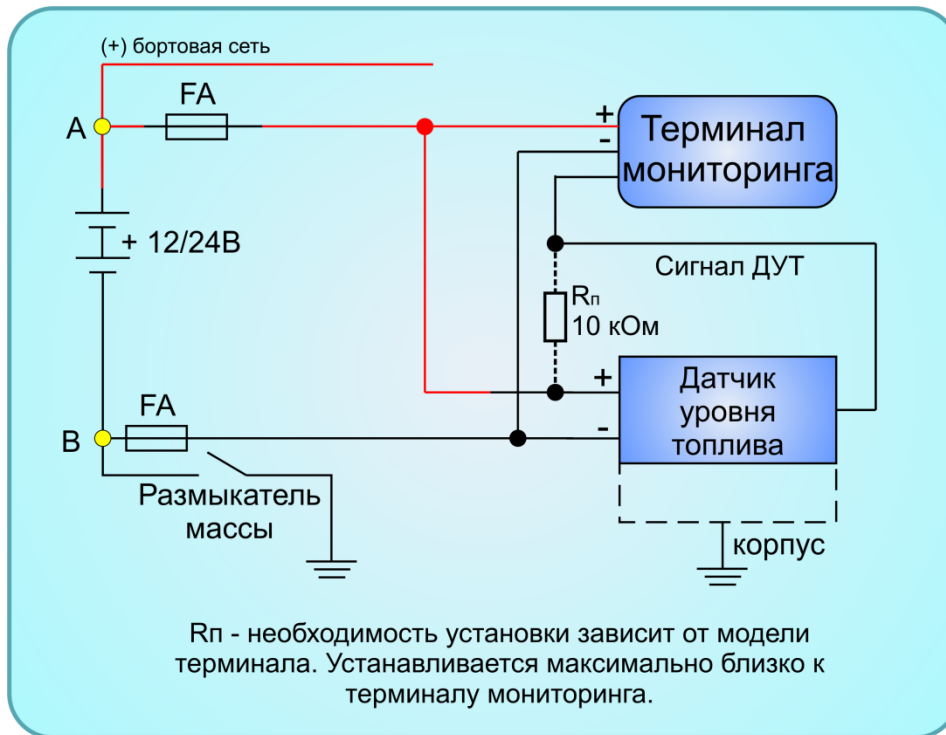 (+) бортовая сеть
FA
A
+
-
Терминал
мониторинга
+ 12/24В
Сигнал ДУТ
Rп
10 кОм
FA
B
+
-
Датчик
уровня
топлива
Размыкатель
массы
корпус
Rп - необходимость установки зависит от модели
терминала. Устанавливается максимально близко к
терминалу мониторинга.